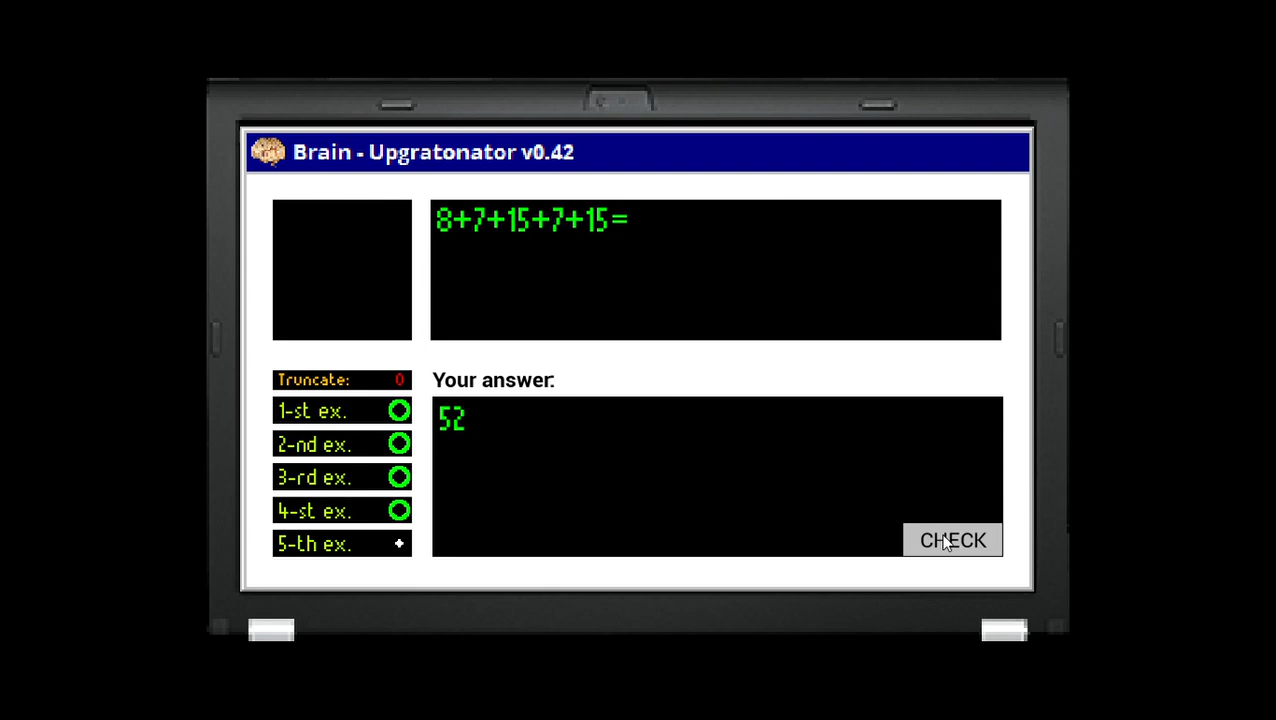 Brain - Upgratonator v0.42
8+7+15+7+15=
Truncate: 0
Your answer:
1-st ex.
52
2-nd ex.
3-rd ex.
4-st ex.
5-th ex.
CHECK